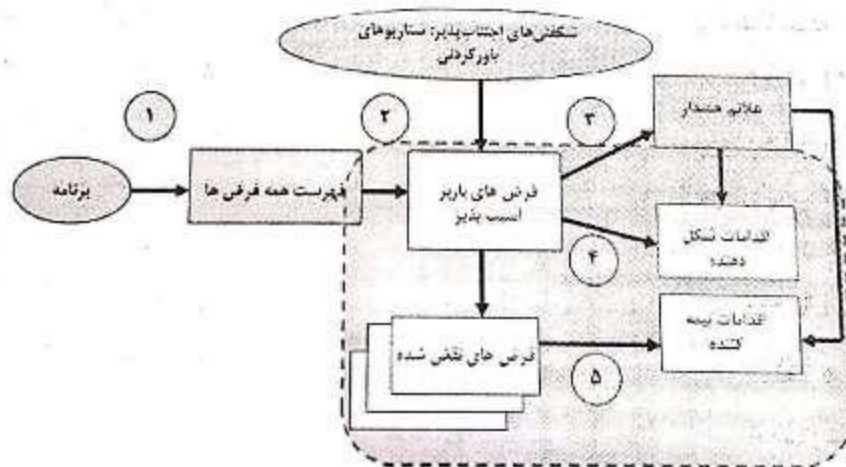 شگفتی‌های اجتناب‌پذیر: سناریوهای
باورکردنی
۱
۲
۳
علائم هشدار
برنامه
فهرست همه فرض ها
فرض های باربر
آسیب پذیر
اقدامات شکل
دهنده
۴
فرض های نقض شده
اقدامات بیمه
کننده
۵